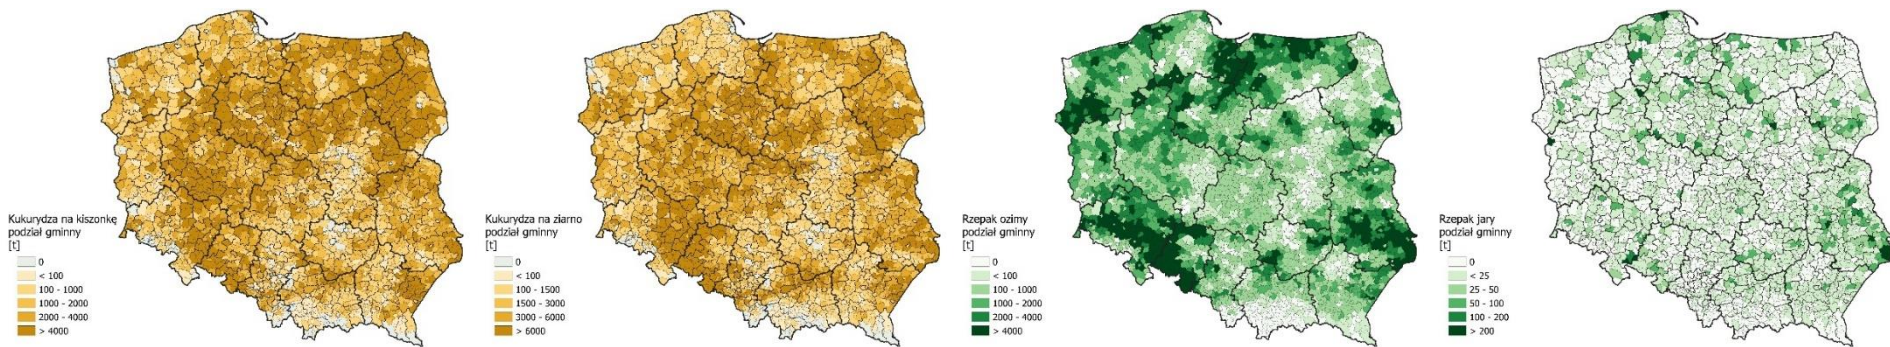 Kukurydza na kiszonkę
podział gminny
[t]
0
< 100
100 - 1000
1000 - 2000
2000 - 4000
> 4000
Kukurydza na ziarno
podział gminny
[t]
0
< 100
100 - 1500
1500 - 3000
3000 - 6000
> 6000
Rzepak ozimy
podział gminny
[t]
0
< 100
100 - 1000
1000 - 2000
2000 - 4000
> 4000
Rzepak jary
podział gminny
[t]
0
< 25
25 - 50
50 - 100
100 - 200
> 200